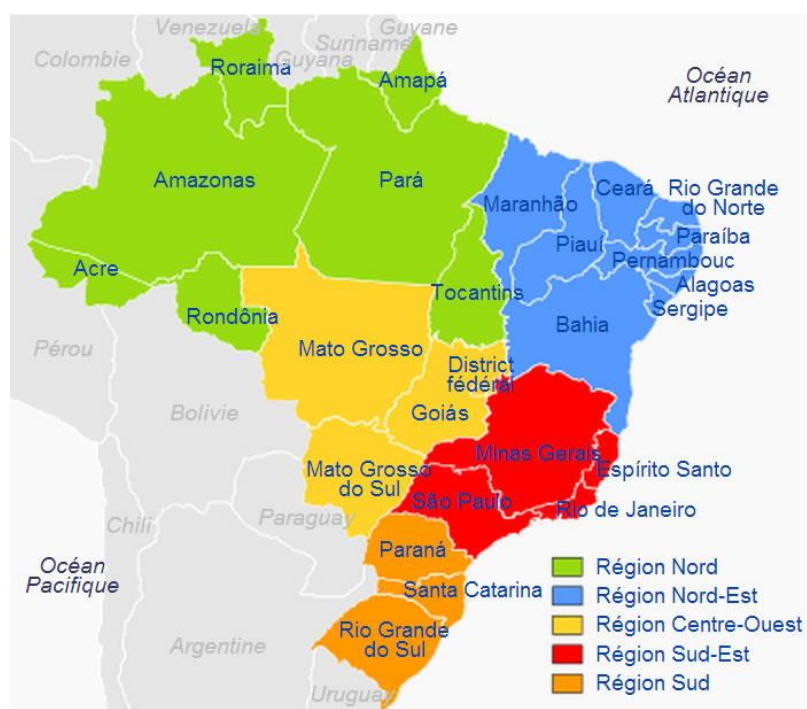 Venezuela
Guyane
Suriname
Colombie
Guyana
Roraima
Amapá
Océan
Atlantique
Amazonas
Pará
Maranhão
Ceará
Rio Grande
do Norte
Piauí
Paraíba
Pernambouc
Acre
Tocantins
Alagoas
Sergipe
Rondônia
Bahia
Pérou
Mato Grosso
District
fédéral
Bolivie
Goiás
Minas Gerais
Espírito Santo
Mato Grosso
do Sul
São Paulo
Rio de Janeiro
Chili
Paraguay
Paraná
Océan
Pacifique
Santa Catarina
Argentine
Rio Grande
do Sul
Uruguay
Région Nord
Région Nord-Est
Région Centre-Ouest
Région Sud-Est
Région Sud